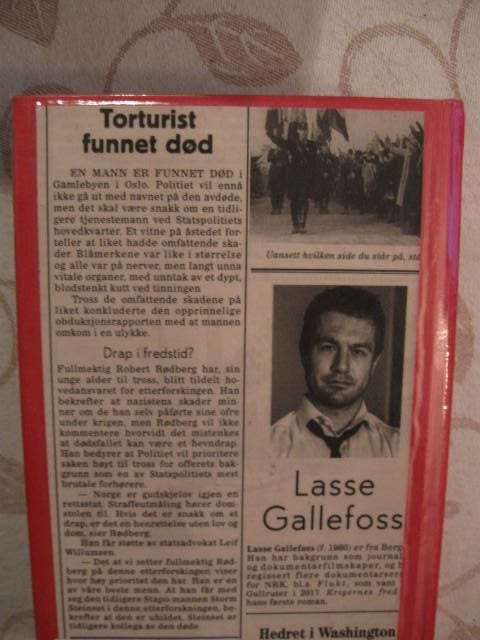 Torturist
funnet død
EN MANN ER FUNNET DØD i
Gamlebyen i Oslo. Politiet vil ennå
ikke gå ut med navnet på den avdøde,
men det skal være snakk om en tidli-
gere tjenestemann ved Statspolitiets
hovedkvarter. Et vitne på åstedet for-
teller at liket hadde omfattende ska-
der. Blåmerkene var like i størrelse
og alle var på nerver, men langt unna
vitale organer, med unntak av et dypt,
blodstenkt kutt ved tinningen
Tross de omfattende skadene på
liket konkluderte den opprinnelige
obduksjonsrapporten med at mannen
omkom i en ulykke.
Drap i fredstid?
Fullmektig Robert Rødberg har, sin
unge alder til tross, blitt tildelt ho-
vedansvaret for etterforskningen. Han
bekrefter at nazistens skader min-
ner om de han selv påførte sine ofre
under krigen, men Rødberg vil ikke
kommentere hvorvidt det mistenkes
at dødsfallet kan være et hevndrap.
Han bedyrer at Politiet vil prioritere
saken høyt til tross for offerets bak-
grunn som en av Statspolitiets mest
brutale forhørere.
— Norge er gudskjelov igjen en
rettsstat. Straffeutmåling hører dom-
stolen til. Hvis det er snakk om et
drap, er det en henrettelse uten lov og
dom, sier Rødberg.
Han får støtte av statsadvokat Leif
Willumsen.
— Det at vi setter fullmektig Rød-
berg på denne etterforskningen viser
hvor høy prioritet den har. Han er en
av våre beste menn. At han får med
seg den tidligere Stapo-mannen Storm
Steinset i denne etterforskningen, be-
krefter at den er uhildet. Steinset er
tidligere kollega av den døde
Uansett hvilken side du står på, stå
Lasse
Gallefoss
Lasse Gallefoss (f. 1980) er fra Berg
Han har bakgrunn som journal
og dokumentarfilmskaper, og h
regissert flere dokumentarser
for NRK, bl.a. Flukt, som vant
Gullruten i 2017. Krigernes fred
hans første roman.
Hedret i Washington